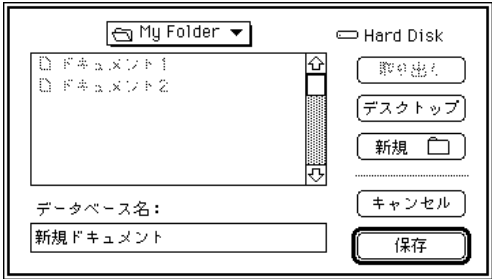 My Folder
Hard Disk
ドキュメント1
ドキュメント2
取り出し
デスクトップ
新規
キャンセル
データベース名：
新規ドキュメント
保存